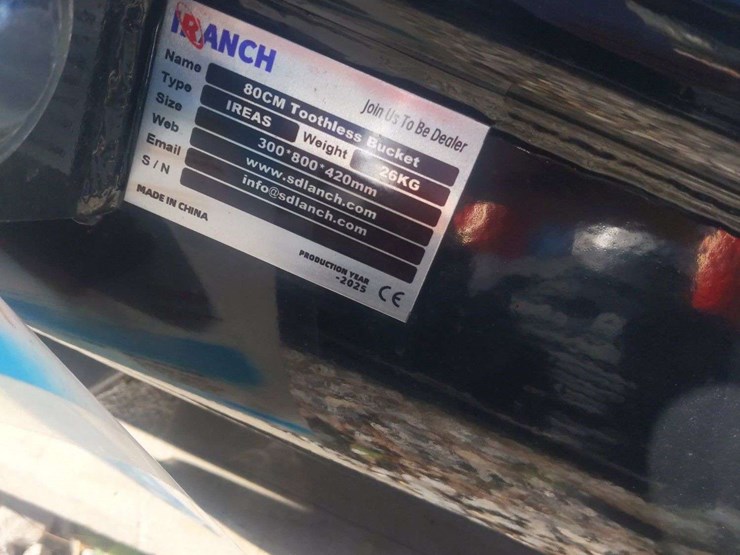 IRANCH
Join Us To Be Dealer
Name 80CM Toothless Bucket
Type IREAS Weight 26KG
Size 300*800*420mm
Web www.sdlanch.com
Email info@sdlanch.com
S/N
MADE IN CHINA
PRODUCTION YEAR
-2025
CE